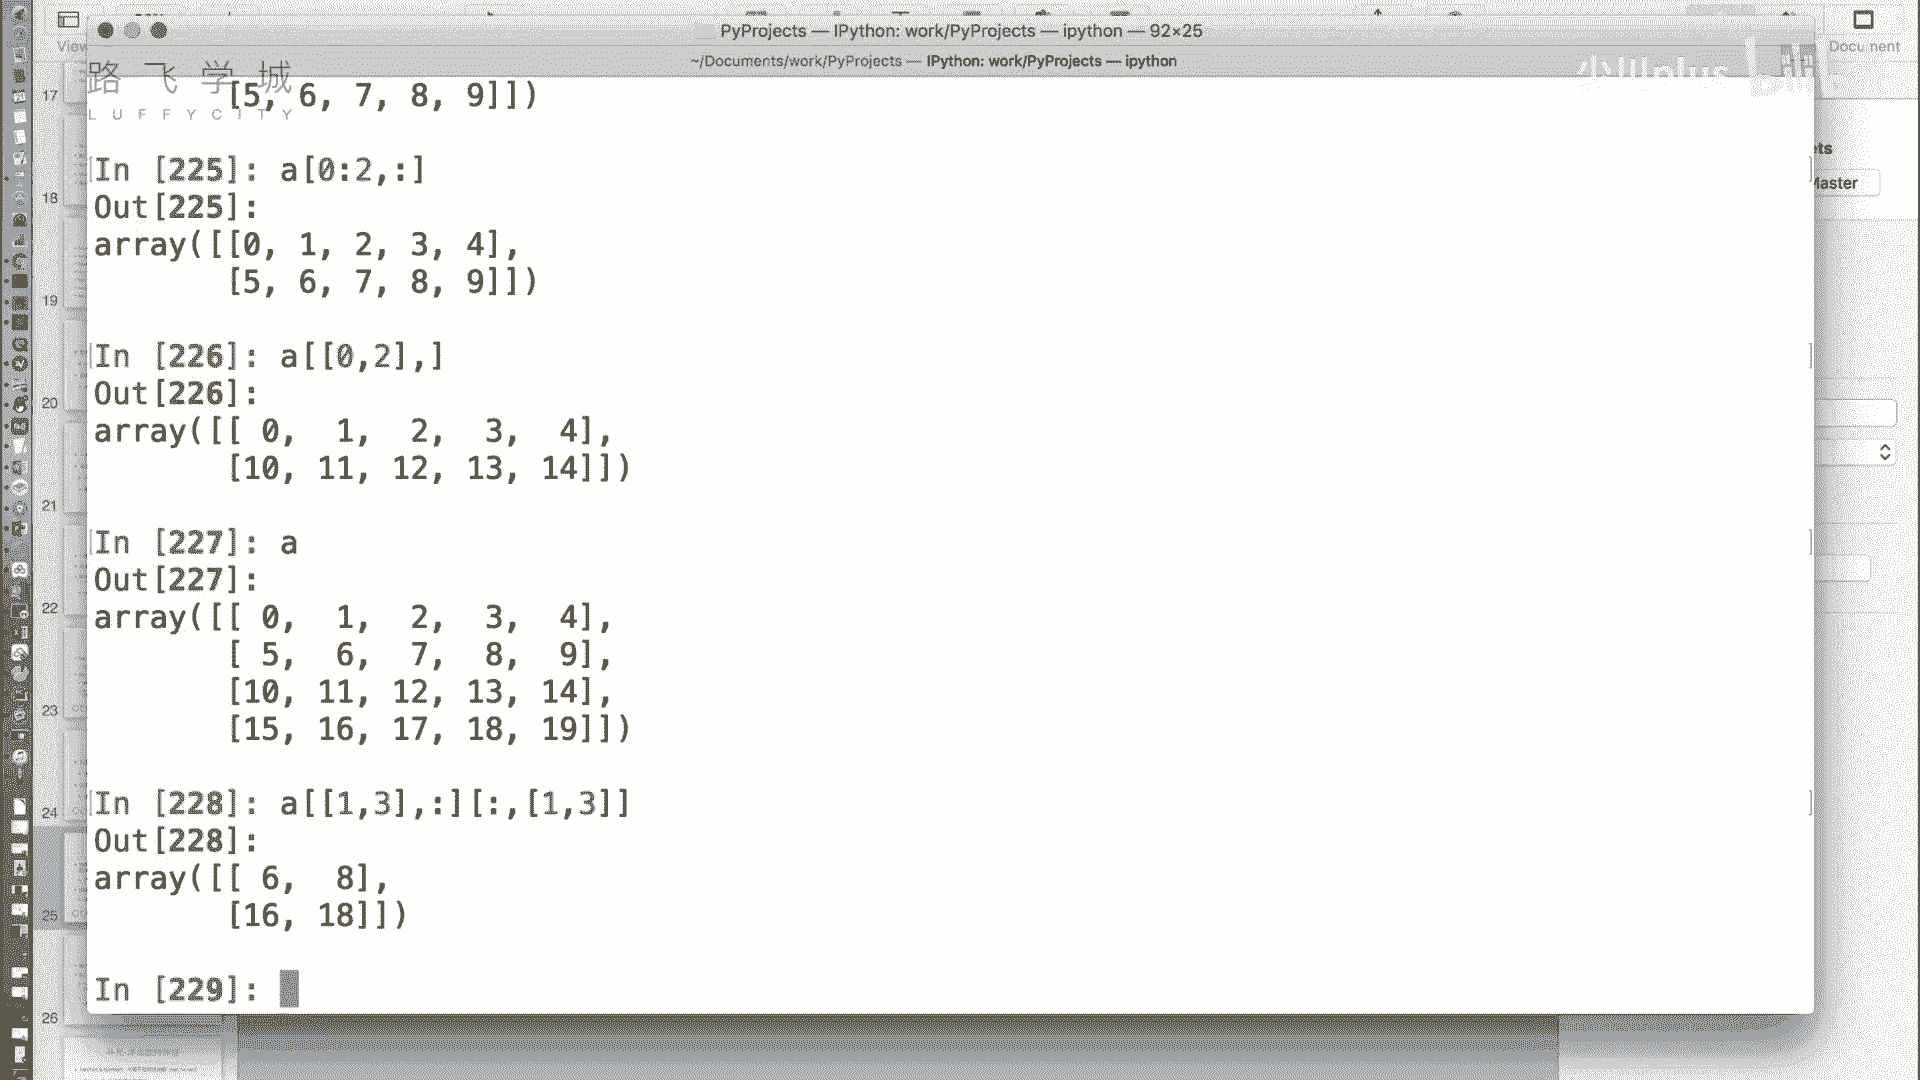 PyProjects — IPython: work/PyProjects — ipython — 92×25
View
Document
~/Documents/work/PyProjects — IPython: work/PyProjects — ipython
路飞学城
LUFFYCITY
[5, 6, 7, 8, 9]])
In [225]: a[0:2,:]
Out[225]:
array([[0, 1, 2, 3, 4],
[5, 6, 7, 8, 9]])
In [226]: a[[0,2],]
Out[226]:
array([[ 0, 1, 2, 3, 4],
[10, 11, 12, 13, 14]])
In [227]: a
Out[227]:
array([[ 0, 1, 2, 3, 4],
[ 5, 6, 7, 8, 9],
[10, 11, 12, 13, 14],
[15, 16, 17, 18, 19]])
In [228]: a[[1,3],:][:,[1,3]]
Out[228]:
array([[ 6, 8],
[16, 18]])
In [229]:
17
18
19
20
21
22
23
24
25
26
Master